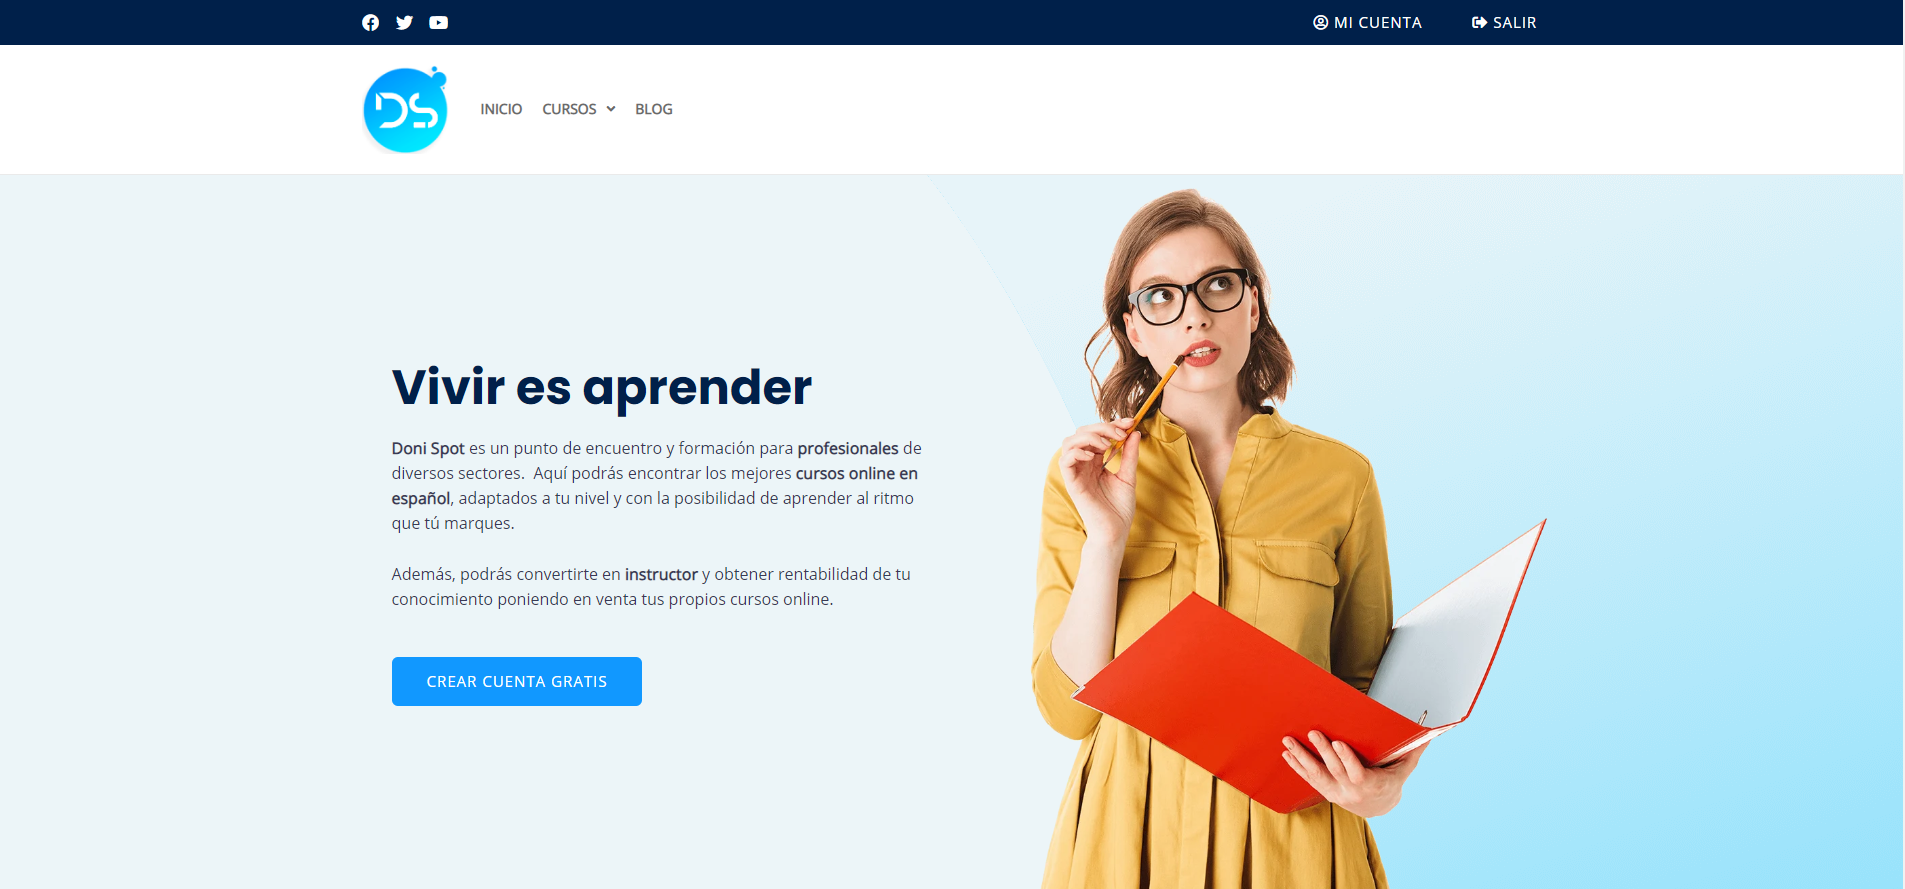 MI CUENTA SALIR
DS
INICIO CURSOS BLOG
Vivir es aprender
Doni Spot es un punto de encuentro y formación para profesionales de
diversos sectores. Aquí podrás encontrar los mejores cursos online en
español, adaptados a tu nivel y con la posibilidad de aprender al ritmo
que tú marques.
Además, podrás convertirte en instructor y obtener rentabilidad de tu
conocimiento poniendo en venta tus propios cursos online.
CREAR CUENTA GRATIS